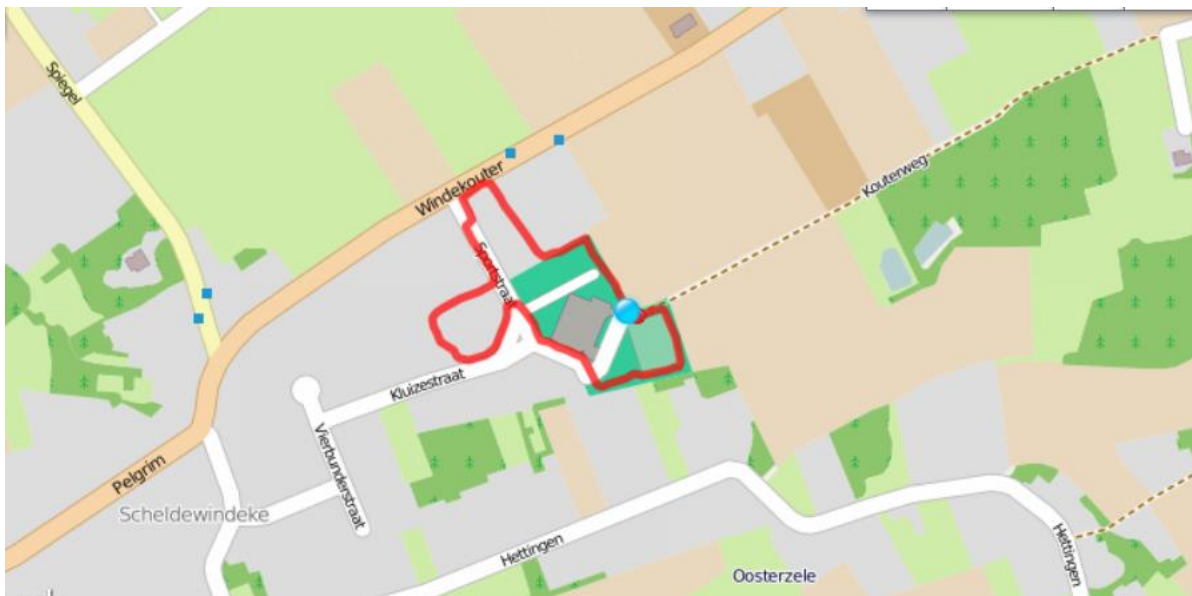 Spiegel
Windekouter
Kouterweg
Sportstraat
Kluizestraat
Vierbunderstraat
Pelgrim
Scheldewindeke
Hettingen
Hettingen
Oosterzele